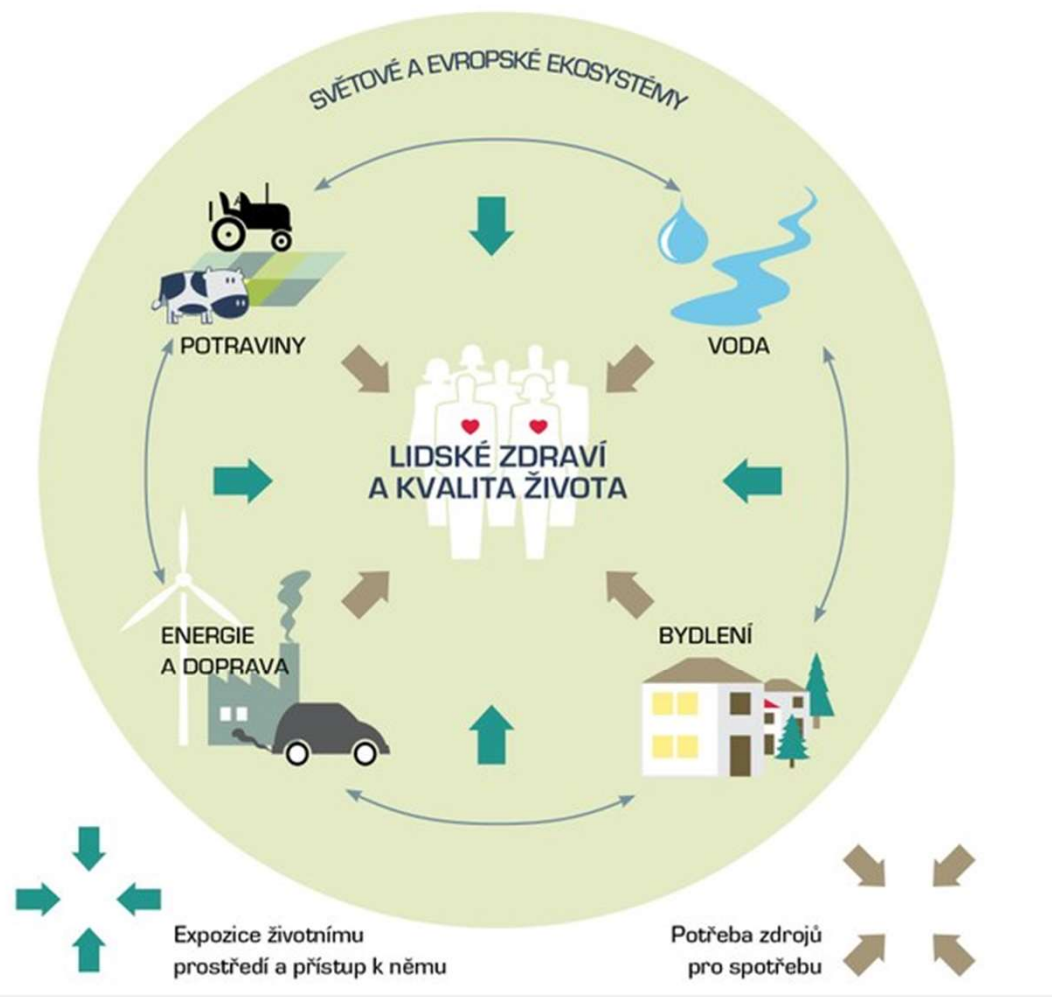 SVĚTOVÉ A EVROPSKÉ EKOSYSTÉMY
POTRAVINY
VODA
LIDSKÉ ZDRAVÍ
A KVALITA ŽIVOTA
ENERGIE
A DOPRAVA
BYDLENÍ
Expozice životnímu
prostředí a přístup k němu
Potřeba zdrojů
pro spotřebu